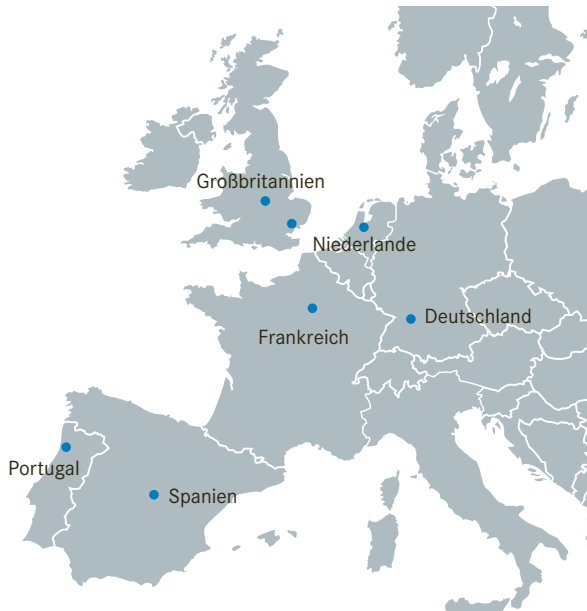 Großbritannien
Niederlande
Deutschland
Frankreich
Portugal
Spanien